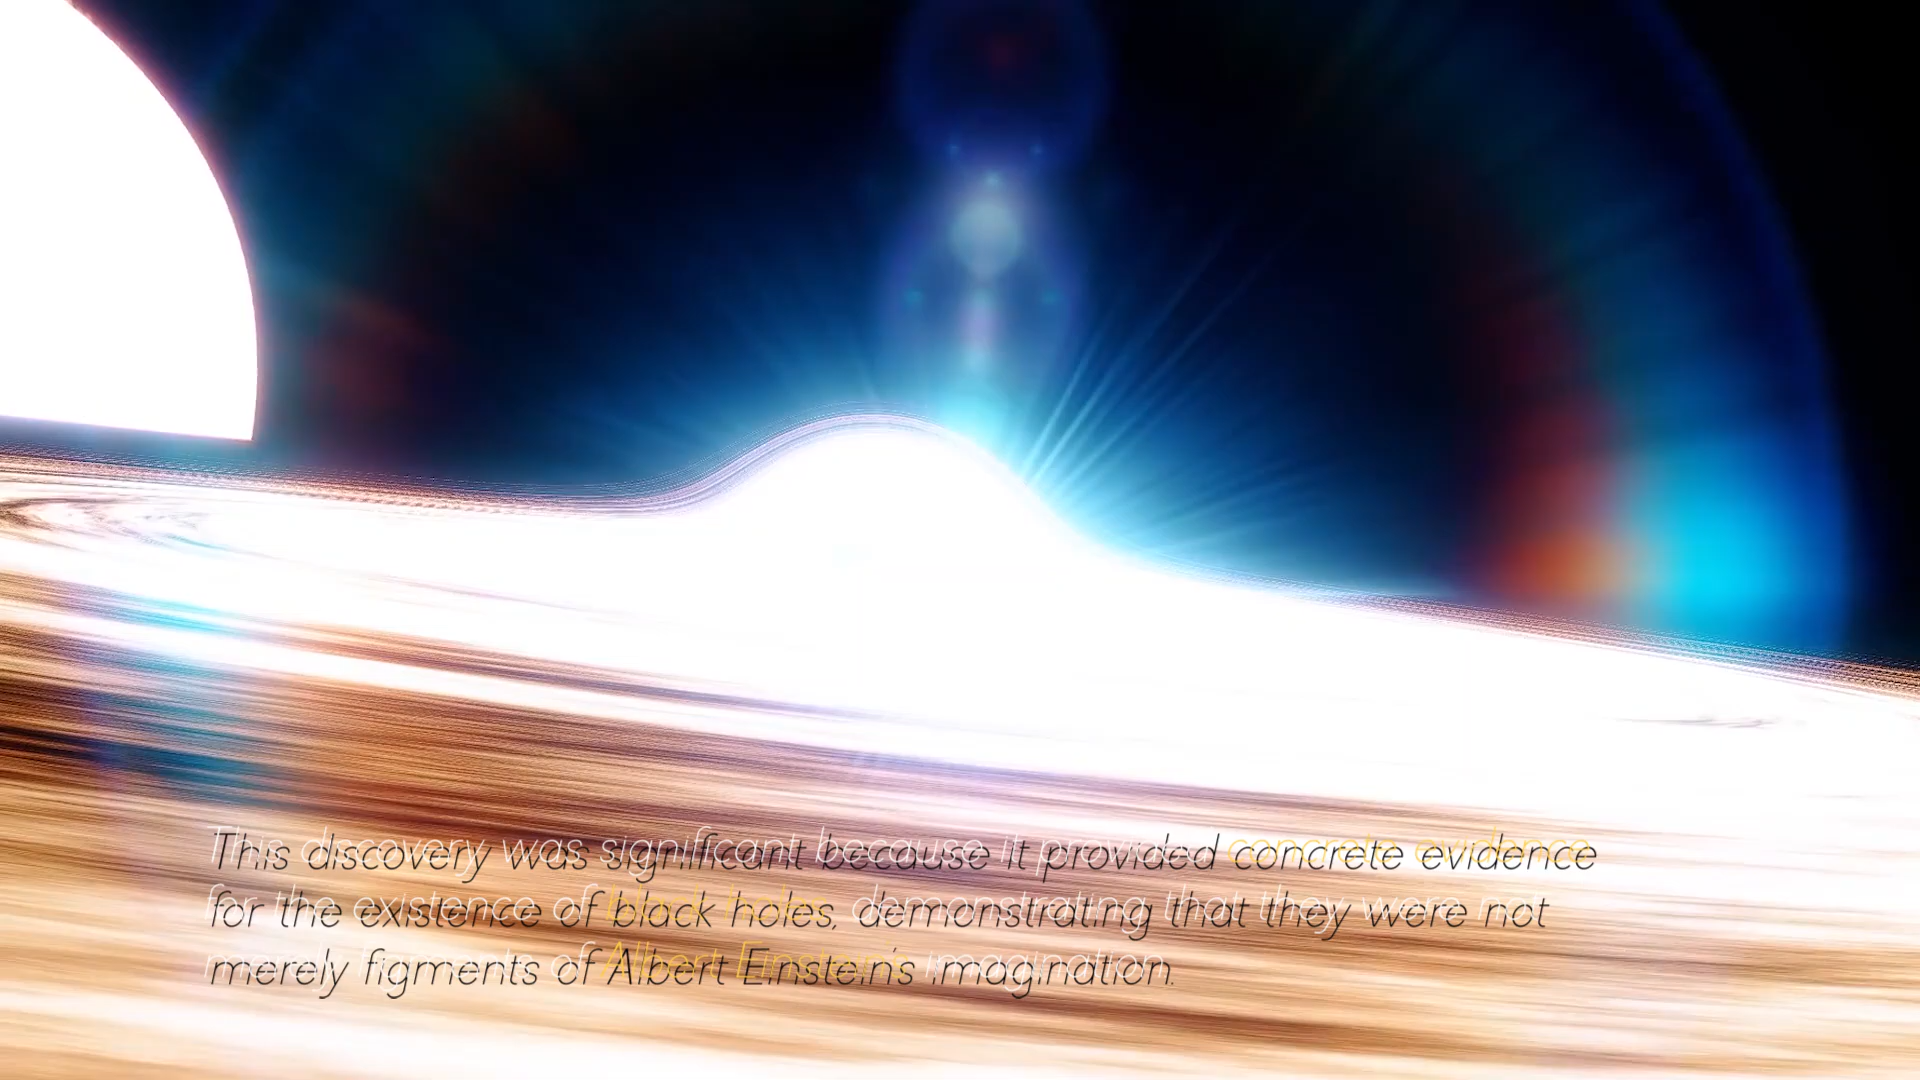 This discovery was significant because it provided concrete evidence
for the existence of black holes, demonstrating that they were not
merely figments of Albert Einstein's imagination.